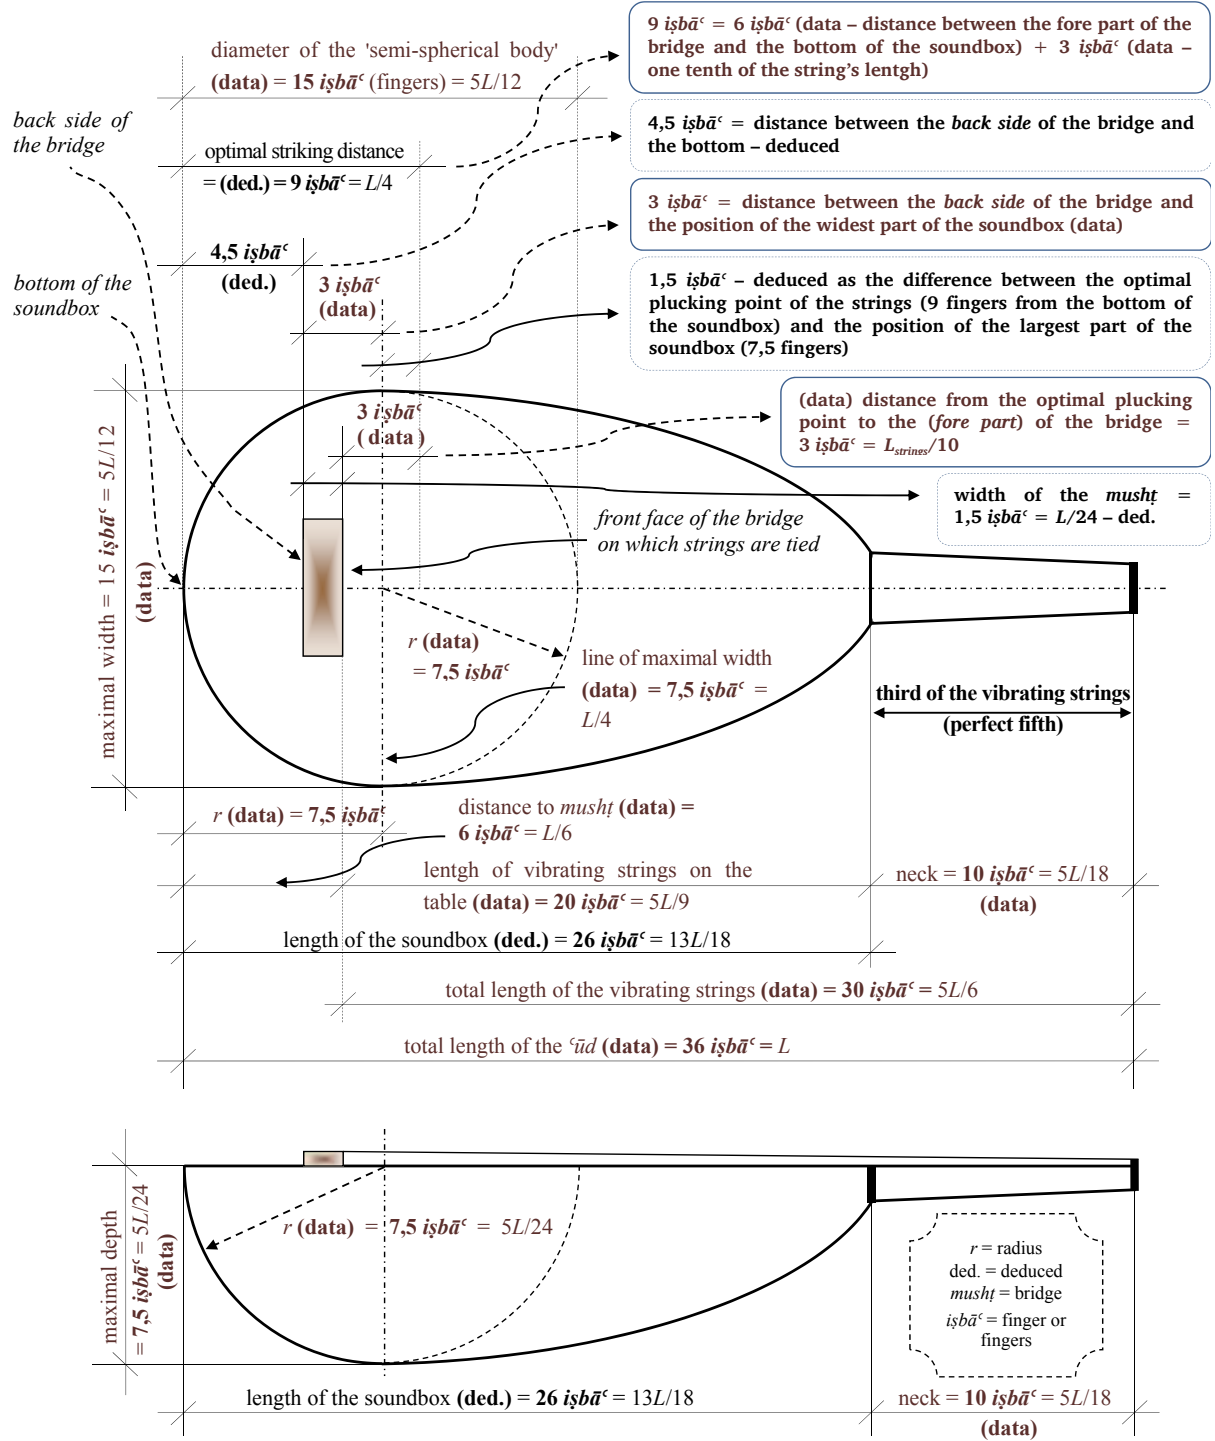 diameter of the 'semi-spherical body'
(data) = 15 iṣbāʿ (fingers) = 5L/12
back side of
the bridge
optimal striking distance
= (ded.) = 9 iṣbāʿ = L/4
4,5 iṣbāʿ
(ded.)
3 iṣbāʿ
(data)
bottom of the
soundbox
9 iṣbāʿ = 6 iṣbāʿ (data – distance between the fore part of the
bridge and the bottom of the soundbox) + 3 iṣbāʿ (data –
one tenth of the string's lentgh)
4,5 iṣbāʿ = distance between the back side of the bridge and
the bottom – deduced
3 iṣbāʿ = distance between the back side of the bridge and
the position of the widest part of the soundbox (data)
1,5 iṣbāʿ – deduced as the difference between the optimal
plucking point of the strings (9 fingers from the bottom of
the soundbox) and the position of the largest part of the
soundbox (7,5 fingers)
(data) distance from the optimal plucking
point to the (fore part) of the bridge =
3 iṣbāʿ = Lstrings/10
width of the mushṭ =
1,5 iṣbāʿ = L/24 – ded.
3 iṣbāʿ
(data)
maximal width = 15 iṣbāʿ = 5L/12
(data)
front face of the bridge
on which strings are tied
r (data)
= 7,5 iṣbāʿ
line of maximal width
(data) = 7,5 iṣbāʿ =
L/4
third of the vibrating strings
(perfect fifth)
r (data) = 7,5 iṣbāʿ
distance to mushṭ (data) =
6 iṣbāʿ = L/6
lentgh of vibrating strings on the
table (data) = 20 iṣbāʿ = 5L/9
neck = 10 iṣbāʿ = 5L/18
(data)
length of the soundbox (ded.) = 26 iṣbāʿ = 13L/18
total length of the vibrating strings (data) = 30 iṣbāʿ = 5L/6
total length of the ʿūd (data) = 36 iṣbāʿ = L
maximal depth
= 7,5 iṣbāʿ = 5L/24
(data)
r (data) = 7,5 iṣbāʿ = 5L/24
r = radius
ded. = deduced
mushṭ = bridge
iṣbāʿ = finger or
fingers
length of the soundbox (ded.) = 26 iṣbāʿ = 13L/18
neck = 10 iṣbāʿ = 5L/18
(data)